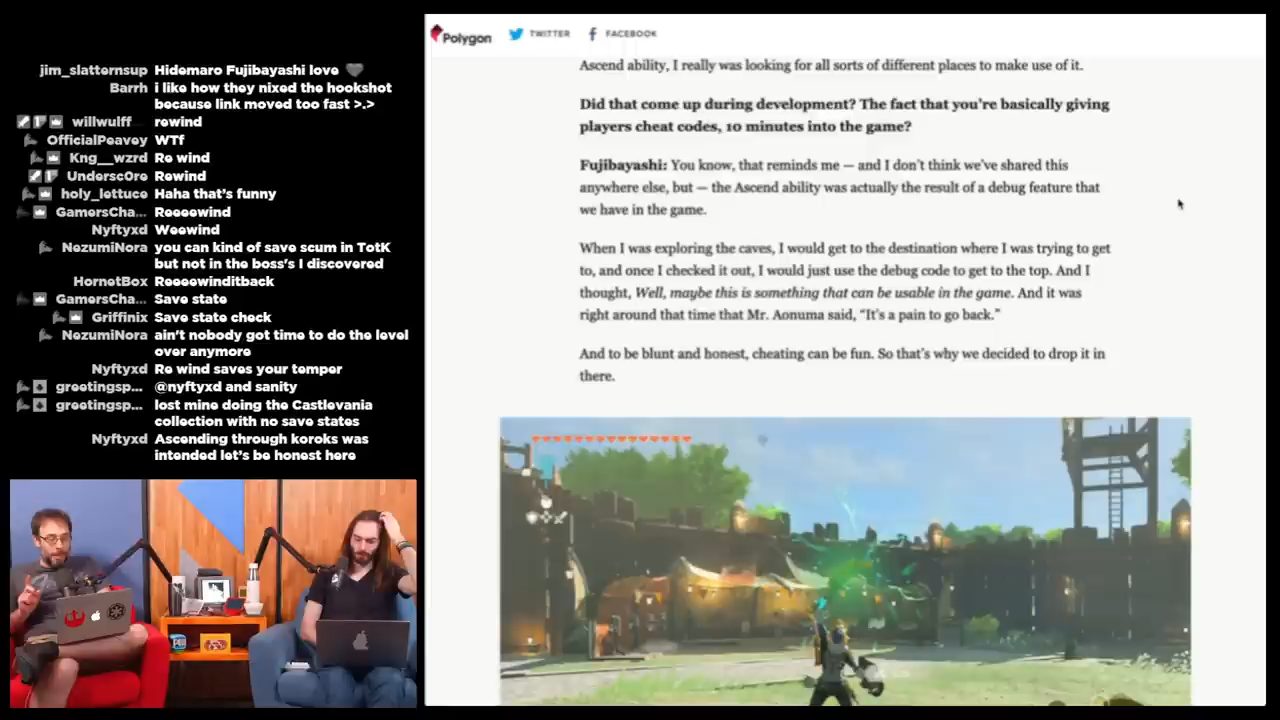 jim_slatternsup Hidemaro Fujibayashi love 🖤
Barrh i like how they nixed the hookshot
because link moved too fast >.>
willwulff rewind
OfficialPeavey WTf
Kng__wzrd Re wind
UnderscOre Rewind
holy_lettuce Haha that's funny
GamersCha... Reeeewind
Nyftyxd Weewind
NezumiNora you can kind of save scum in TotK
but not in the boss's I discovered
HornetBox Reeeewinditback
GamersCha... Save state
Griffinix Save state check
NezumiNora ain't nobody got time to do the level
over anymore
Nyftyxd Re wind saves your temper
greetingsp... @nyftyxd and sanity
greetingsp... lost mine doing the Castlevania
collection with no save states
Nyftyxd Ascending through koroks was
intended let's be honest here
Polygon TWITTER FACEBOOK
Ascend ability, I really was looking for all sorts of different places to make use of it.
Did that come up during development? The fact that you're basically giving
players cheat codes, 10 minutes into the game?
Fujibayashi: You know, that reminds me — and I don't think we've shared this
anywhere else, but — the Ascend ability was actually the result of a debug feature that
we have in the game.
When I was exploring the caves, I would get to the destination where I was trying to get
to, and once I checked it out, I would just use the debug code to get to the top. And I
thought, Well, maybe this is something that can be usable in the game. And it was
right around that time that Mr. Aonuma said, “It's a pain to go back.”
And to be blunt and honest, cheating can be fun. So that's why we decided to drop it in
there.